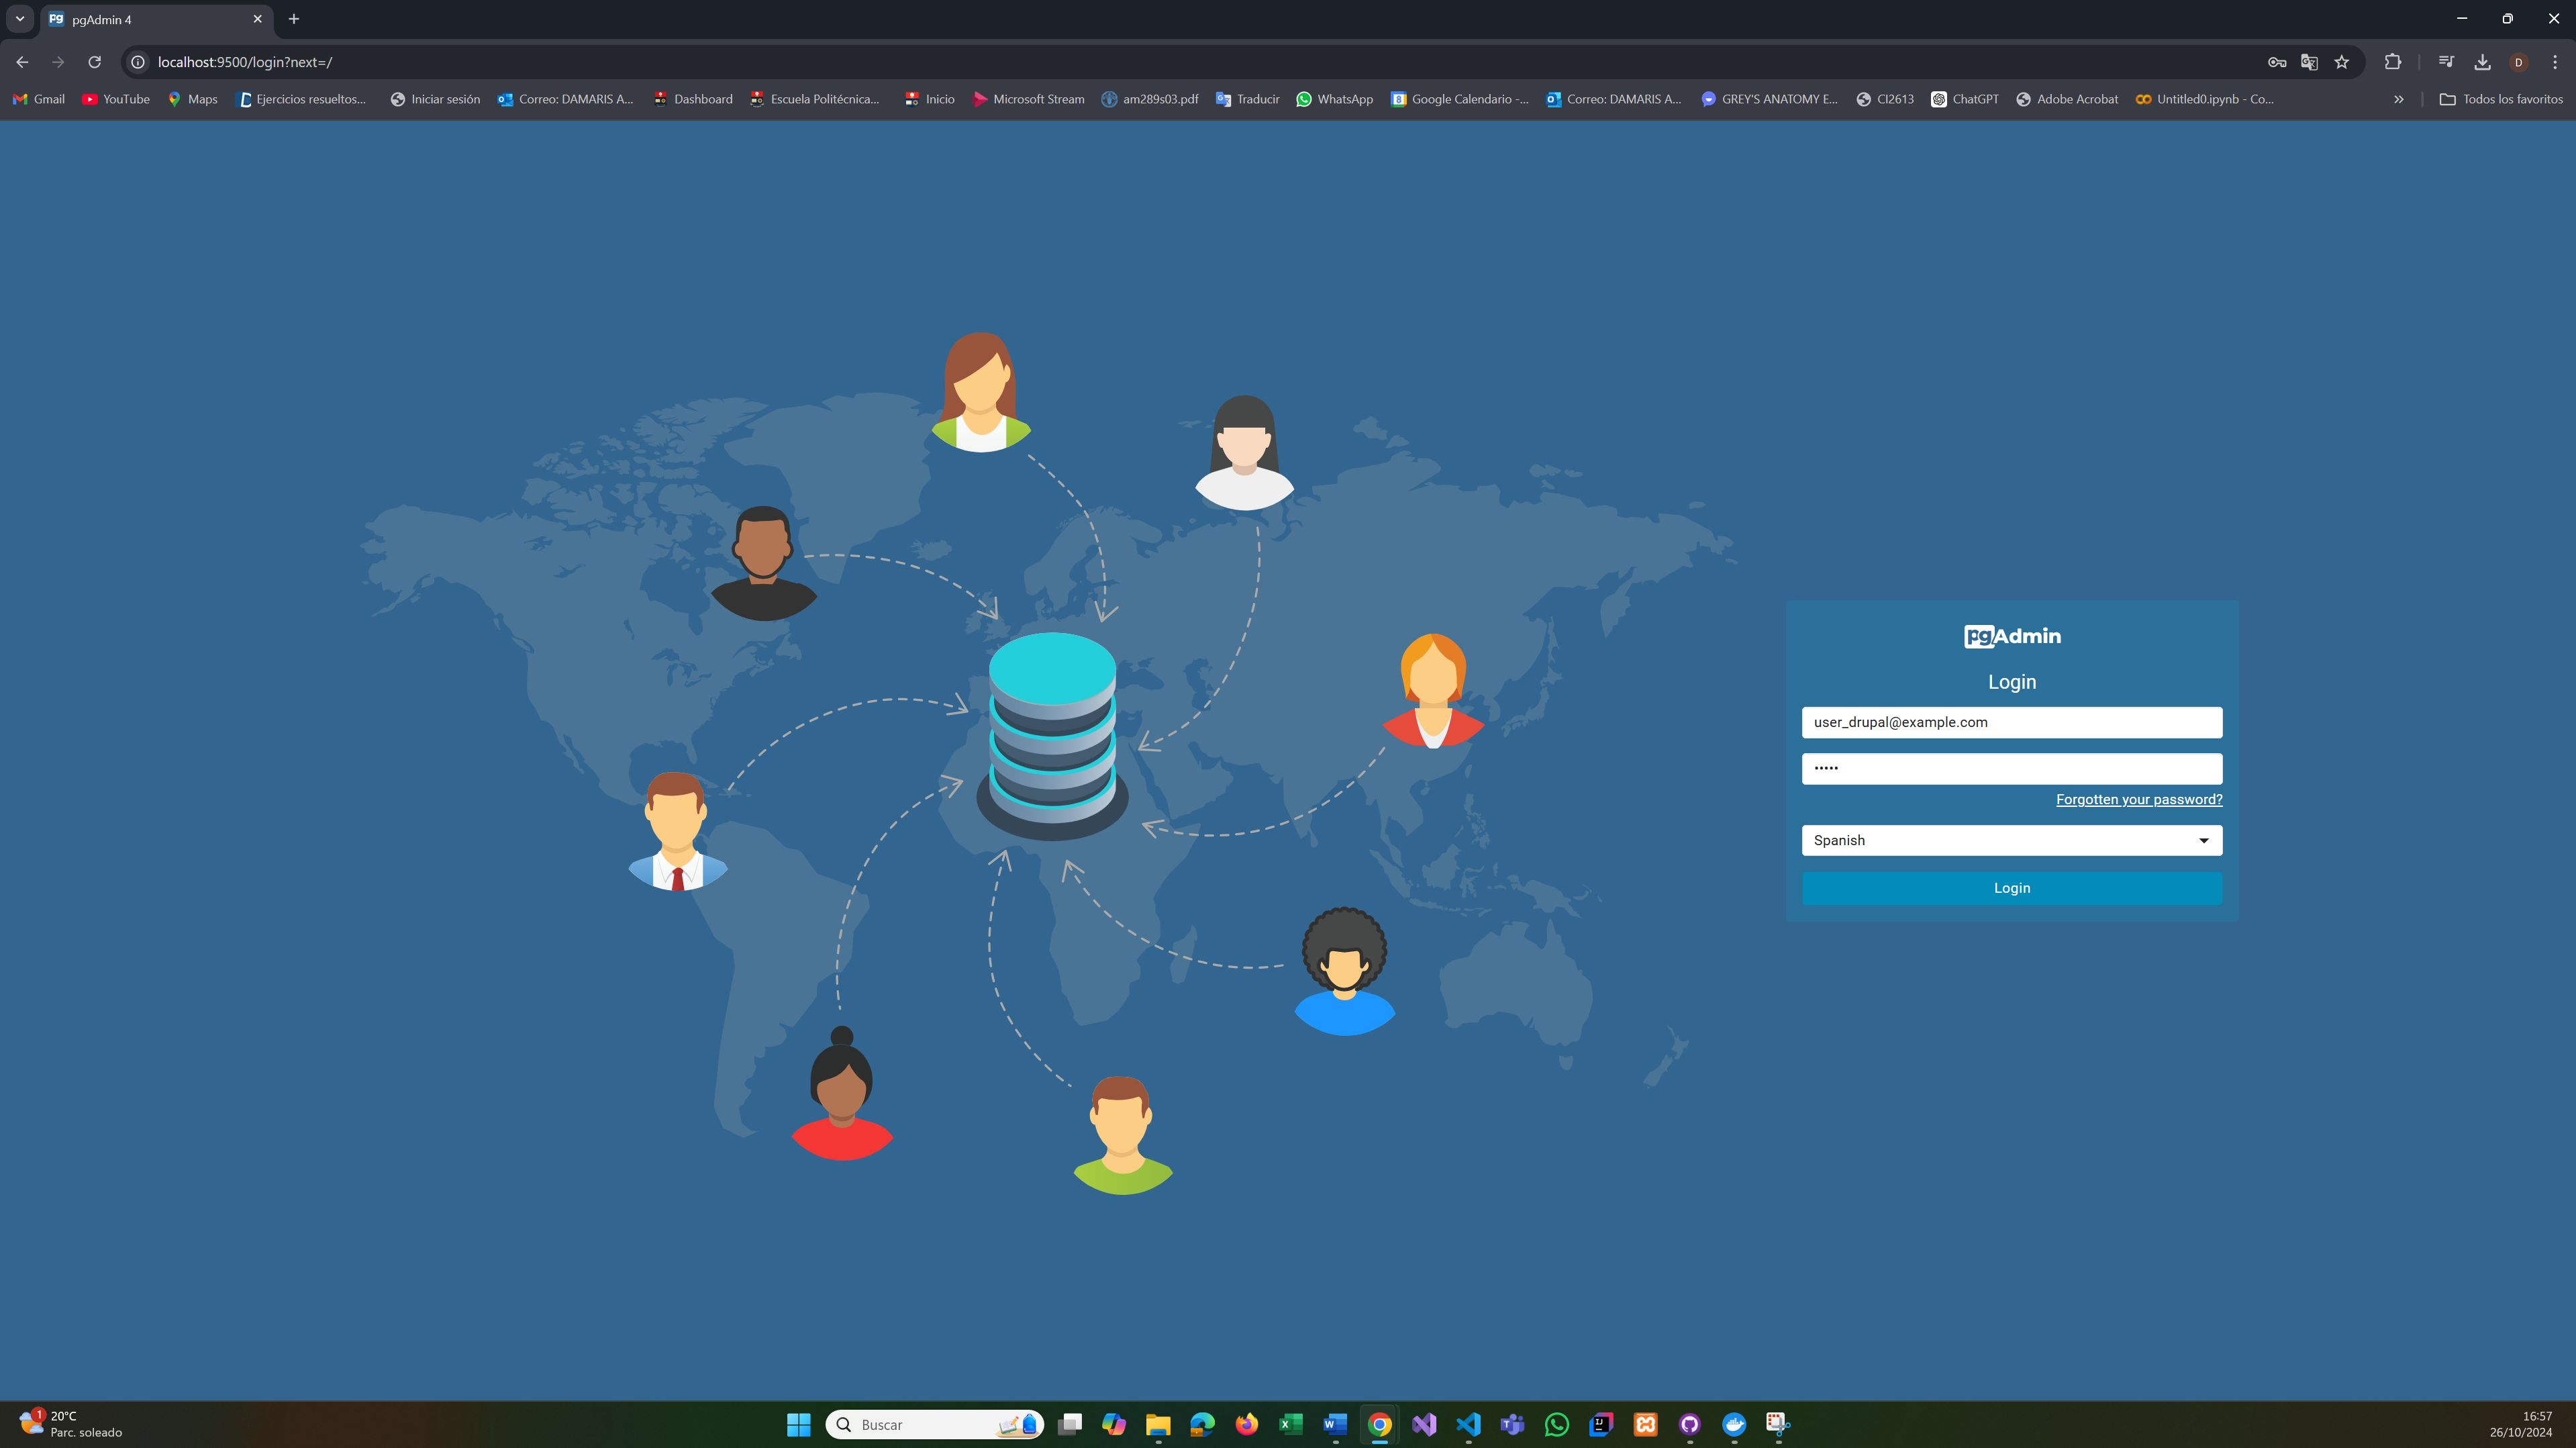 pgAdmin 4
localhost:9500/login?next=/
Gmail YouTube Maps Ejercicios resueltos... Iniciar sesión Correo: DAMARIS A... Dashboard Escuela Politécnica... Inicio Microsoft Stream am289s03.pdf Traducir WhatsApp Google Calendario -... Correo: DAMARIS A... GREY'S ANATOMY E... CI2613 ChatGPT Adobe Acrobat Untitled0.ipynb - Co... » Todos los favoritos
pgAdmin
Login
user_drupal@example.com
•••••
Forgotten your password?
Spanish
Login
20°C
Parc. soleado
Buscar
16:57
26/10/2024